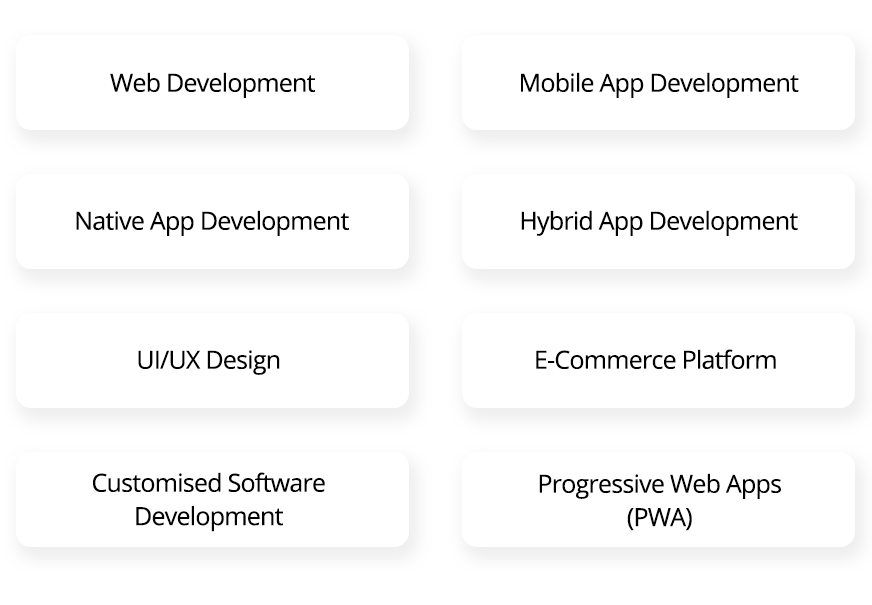 Web Development
Mobile App Development
Native App Development
Hybrid App Development
UI/UX Design
E-Commerce Platform
Customised Software
Development
Progressive Web Apps
(PWA)